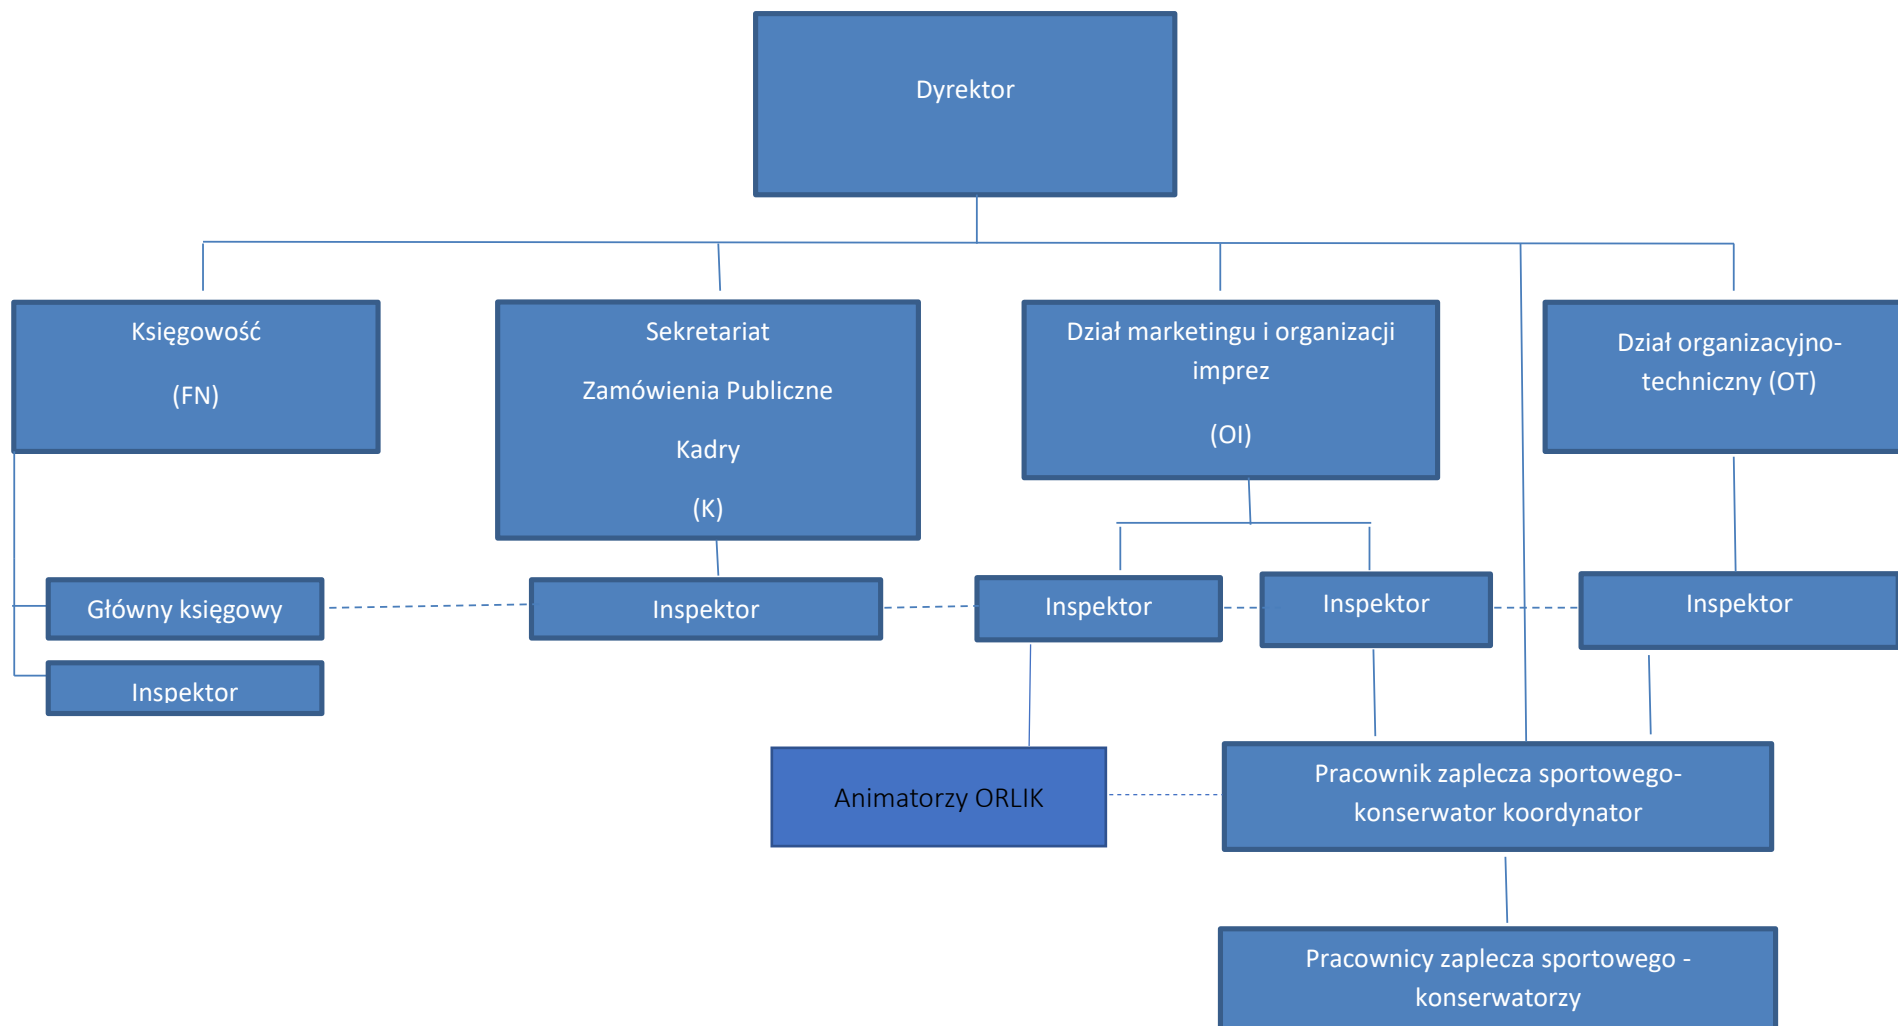 Dyrektor
Księgowość
(FN)
Sekretariat
Zamówienia Publiczne
Kadry
(K)
Dział marketingu i organizacji
imprez
(OI)
Dział organizacyjno-
techniczny (OT)
Główny księgowy
Inspektor
Inspektor
Inspektor
Inspektor
Inspektor
Animatorzy ORLIK
Pracownik zaplecza sportowego-
konserwator koordynator
Pracownicy zaplecza sportowego -
konserwatorzy